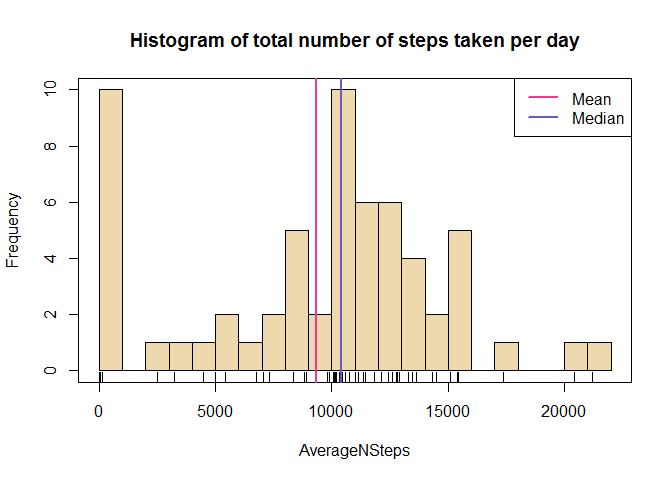 Histogram of total number of steps taken per day
Mean
Median
Frequency
10
8
6
4
2
0
0 5000 10000 15000 20000
AverageNSteps